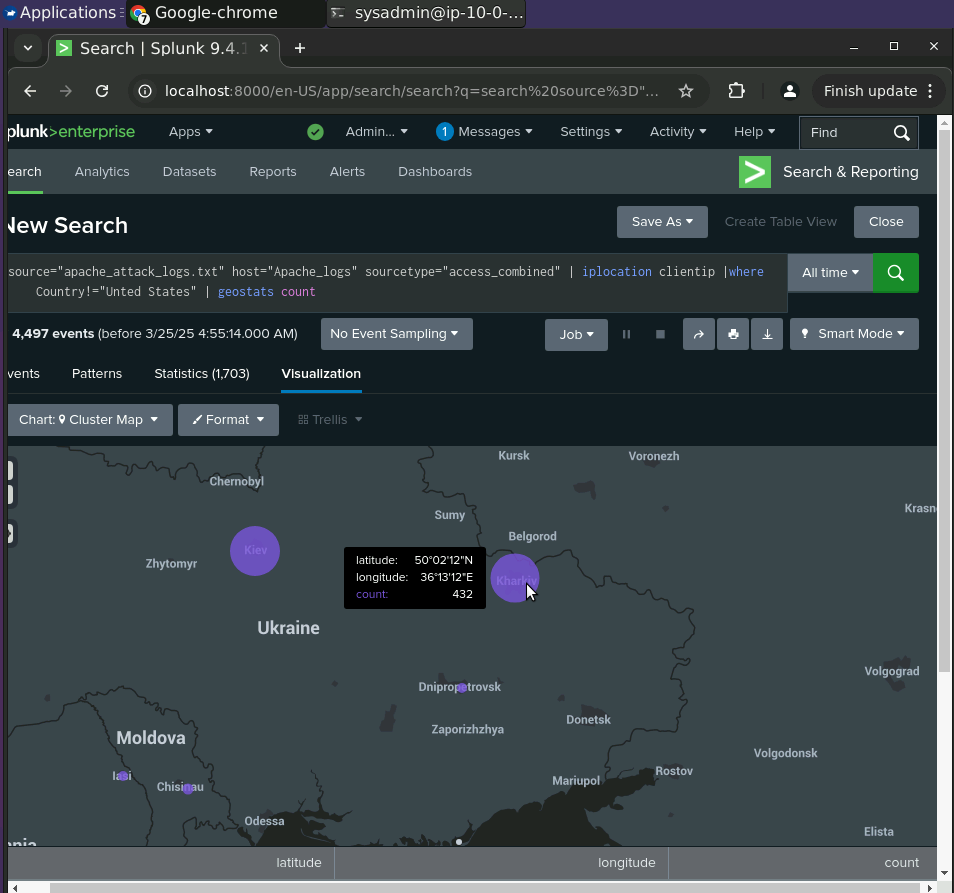 Applications
7
Google-chrome
sysadmin@ip-10-0-...
Search | Splunk 9.4.1
localhost:8000/en-US/app/search/search?q=search%20source%3D"...
Finish update
plunk>enterprise
Apps
Admin...
1 Messages
Settings
Activity
Help
Find
earch
Analytics
Datasets
Reports
Alerts
Dashboards
Search & Reporting
New Search
Save As
Create Table View
Close
source="apache_attack_logs.txt" host="Apache_logs" sourcetype="access_combined" | iplocation clientip |where
Country!="Unted States" | geostats count
All time
4,497 events (before 3/25/25 4:55:14.000 AM)
No Event Sampling
Job
Smart Mode
vents
Patterns
Statistics (1,703)
Visualization
Chart: Cluster Map
Format
Trellis
Kursk
Voronezh
Chernobyl
Krasn
Sumy
Belgorod
Kiev
Zhytomyr
latitude: 50°02'12"N
longitude: 36°13'12"E
count: 432
Kharkiv
Ukraine
Volgograd
Dnipropetrovsk
Donetsk
Zaporizhzhya
Moldova
Volgodonsk
Iasi
Chisinau
Rostov
Mariupol
Odessa
Elista
ania
latitude
longitude
count